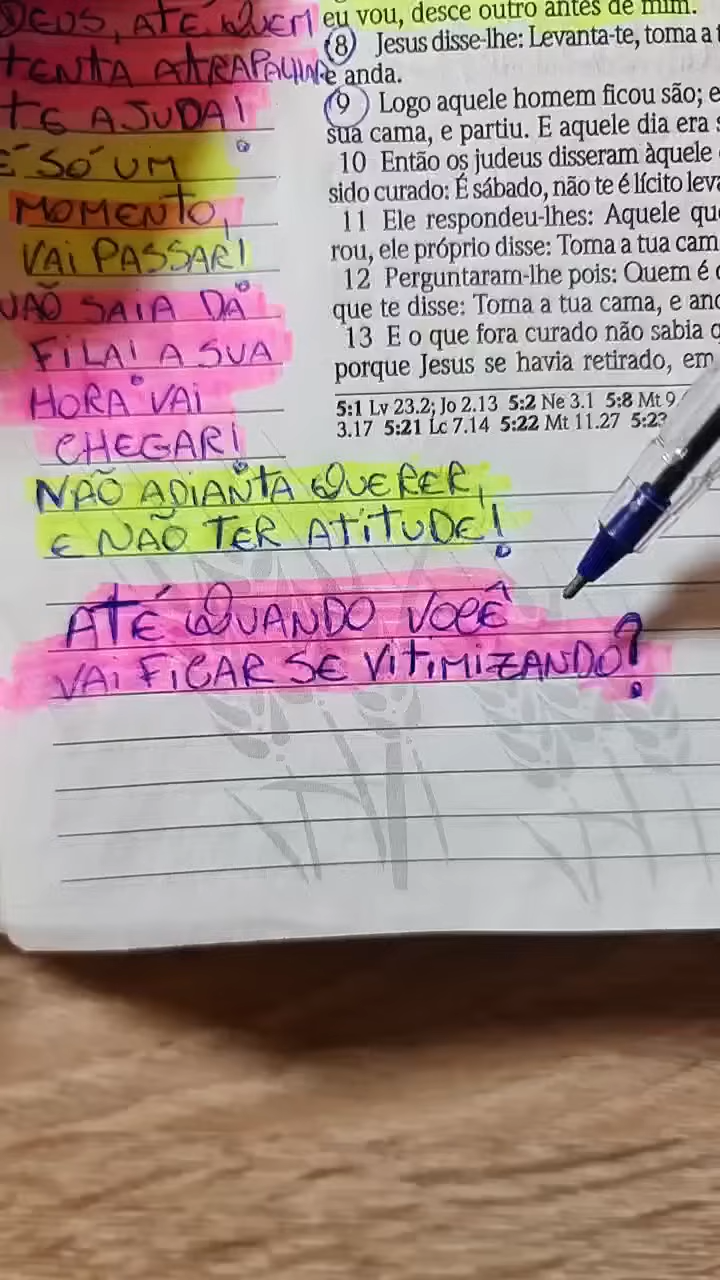 DEUS, ATÉ QUEM
TENTA ATRAPALHAR
TE AJUDA!
É SÓ UM
MOMENTO,
VAI PASSAR!
NÃO SAIA DA
FILA! A SUA
HORA VAI
CHEGAR!
NÃO ADIANTA QUERER,
E NÃO TER ATITUDE!
ATÉ QUANDO VOCÊ
VAI FICAR SE VITIMIZANDO?
eu vou, desce outro antes de mim.
8 Jesus disse-lhe: Levanta-te, toma a t
e anda.
9 Logo aquele homem ficou são; e
sua cama, e partiu. E aquele dia era s
10 Então os judeus disseram àquele
sido curado: É sábado, não te é lícito leva
11 Ele respondeu-lhes: Aquele qu
rou, ele próprio disse: Toma a tua cam
12 Perguntaram-lhe pois: Quem é
que te disse: Toma a tua cama, e and
13 E o que fora curado não sabia q
porque Jesus se havia retirado, em
5:1 Lv 23.2; Jo 2.13 5:2 Ne 3.1 5:8 Mt 9.
3.17 5:21 Lc 7.14 5:22 Mt 11.27 5:23